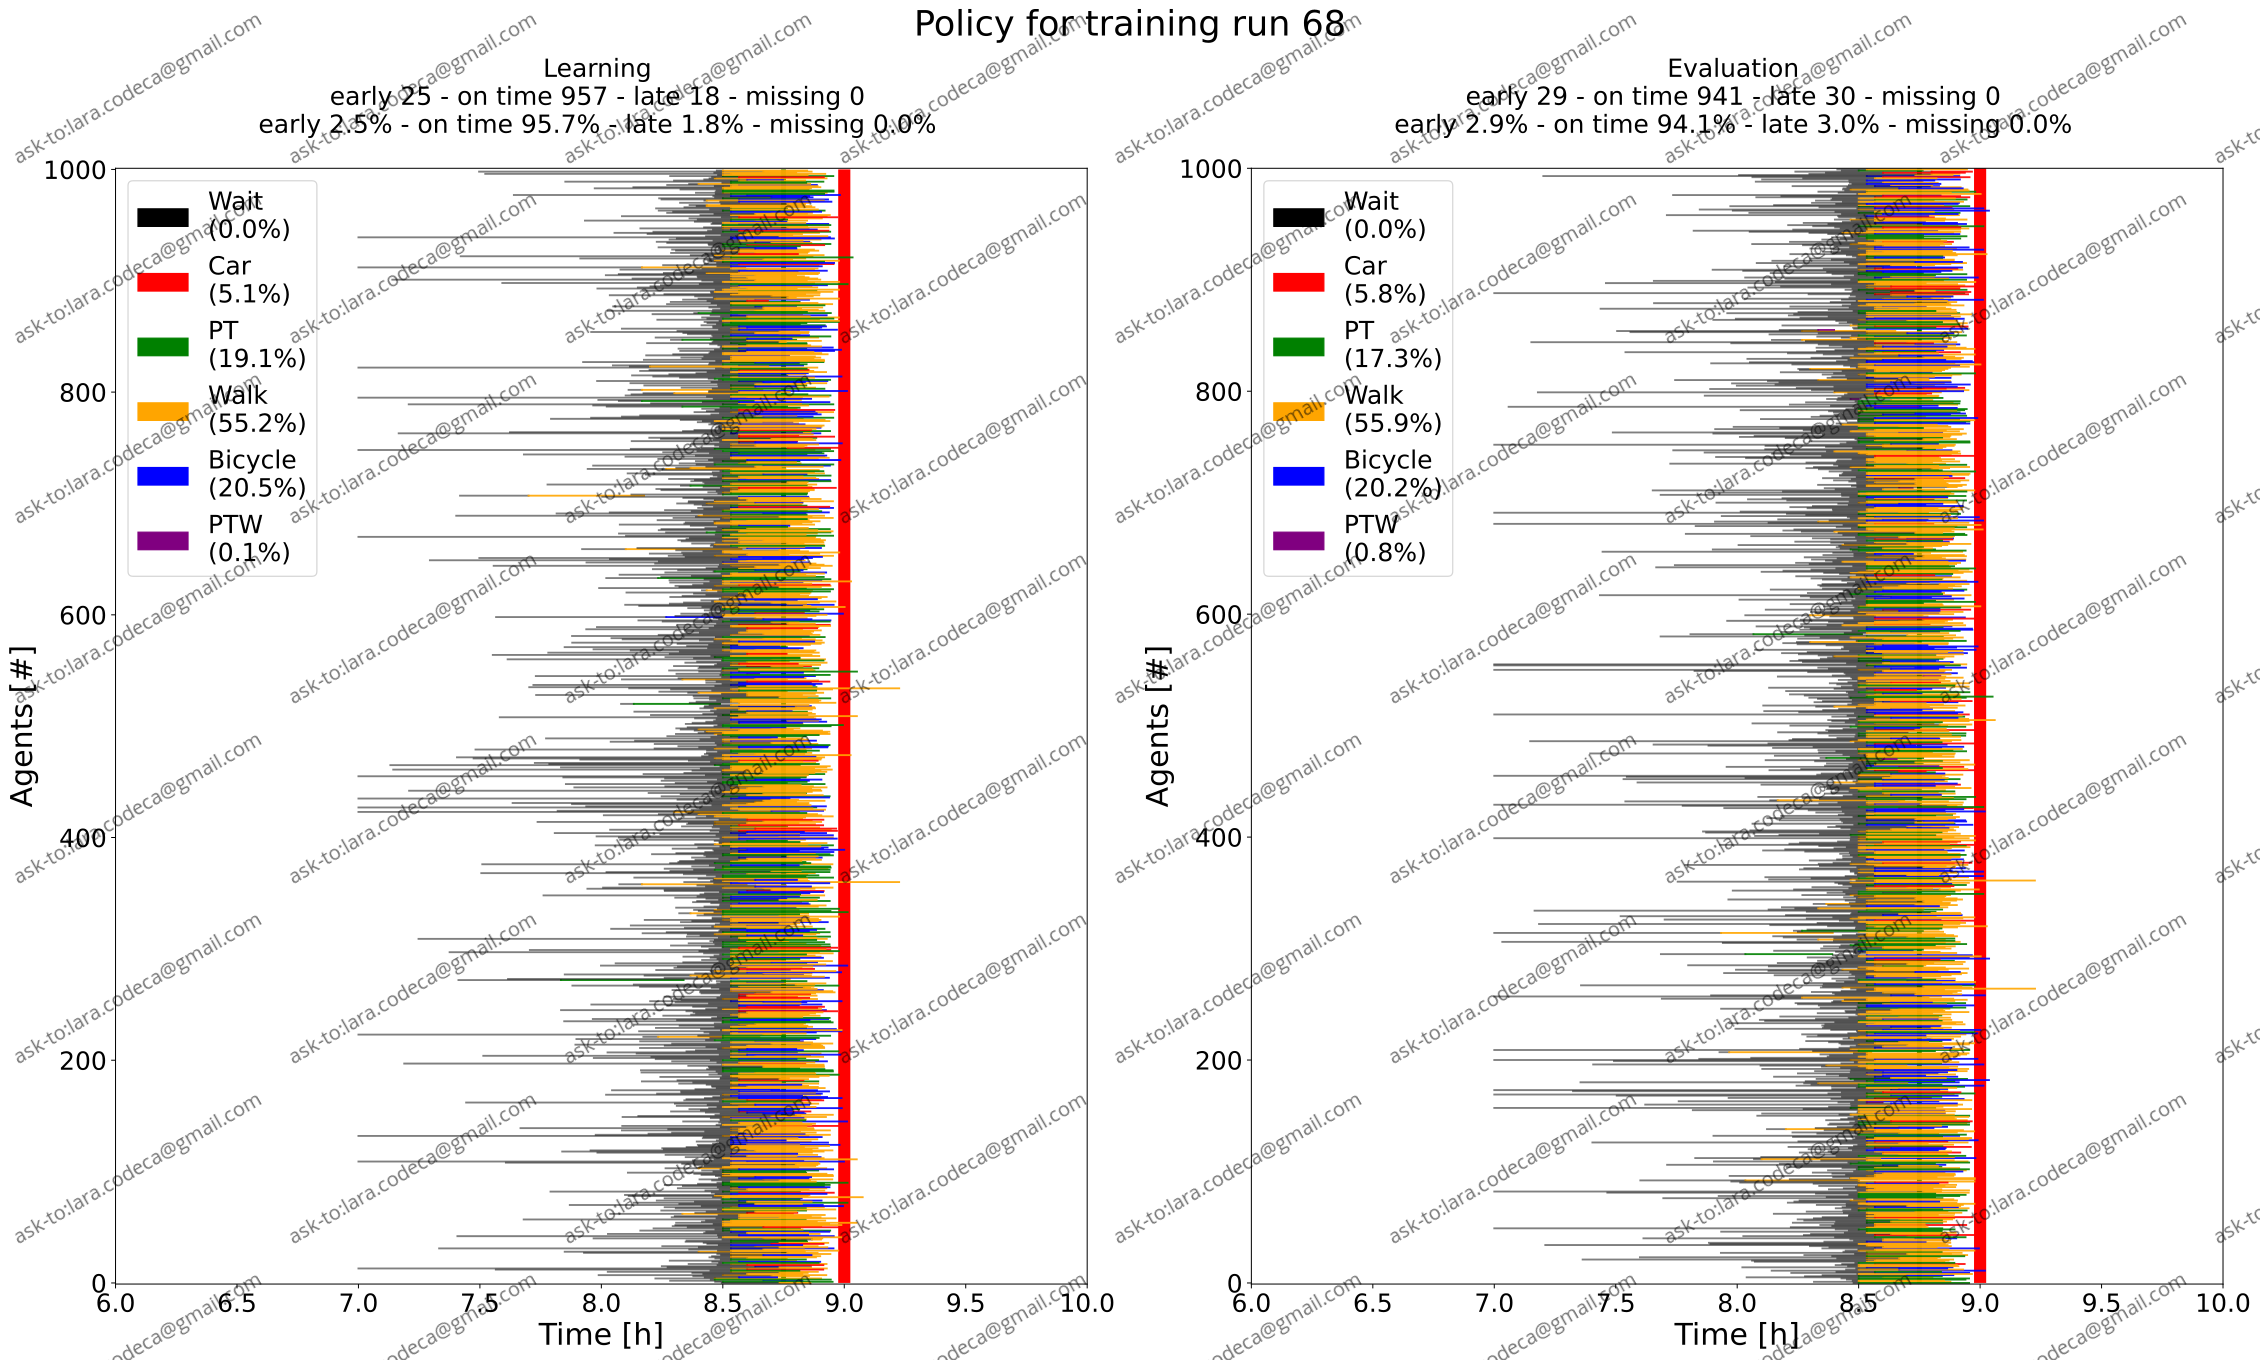 Policy for training run 68
Learning
early 25 - on time 957 - late 18 - missing 0
early 2.5% - on time 95.7% - late 1.8% - missing 0.0%
1000
800
600
400
200
0
Agents [#]
Wait
(0.0%)
Car
(5.1%)
PT
(19.1%)
Walk
(55.2%)
Bicycle
(20.5%)
PTW
(0.1%)
6.0 6.5 7.0 7.5 8.0 8.5 9.0 9.5 10.0
Time [h]
Evaluation
early 29 - on time 941 - late 30 - missing 0
early 2.9% - on time 94.1% - late 3.0% - missing 0.0%
1000
800
600
400
200
0
Agents [#]
Wait
(0.0%)
Car
(5.8%)
PT
(17.3%)
Walk
(55.9%)
Bicycle
(20.2%)
PTW
(0.8%)
6.0 6.5 7.0 7.5 8.0 8.5 9.0 9.5 10.0
Time [h]
ask-to:lara.codeca@gmail.com